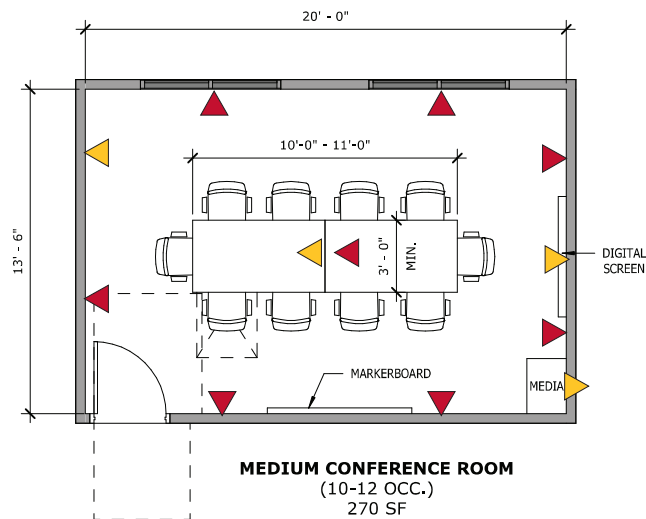 20' - 0"
10'-0" - 11'-0"
13' - 6"
3' - 0"
MIN.
DIGITAL
SCREEN
MARKERBOARD
MEDIA
MEDIUM CONFERENCE ROOM
(10-12 OCC.)
270 SF